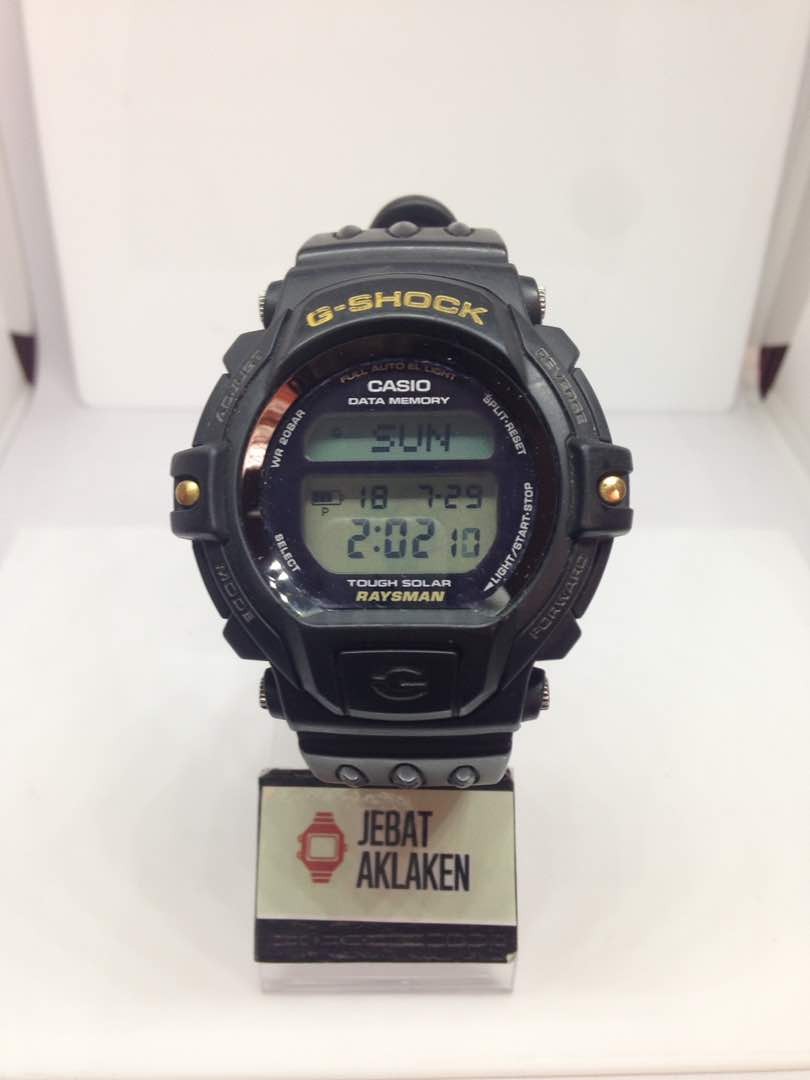 G-SHOCK
ADJUST
REVERSE
FULL AUTO EL LIGHT
CASIO
DATA MEMORY
WR 20BAR
SPLIT·RESET
SUN
18 7-29
P
2:02 10
SELECT
LIGHT/START·STOP
TOUGH SOLAR
RAYSMAN
MODE
FORWARD
G
JEBAT
AKLAKEN